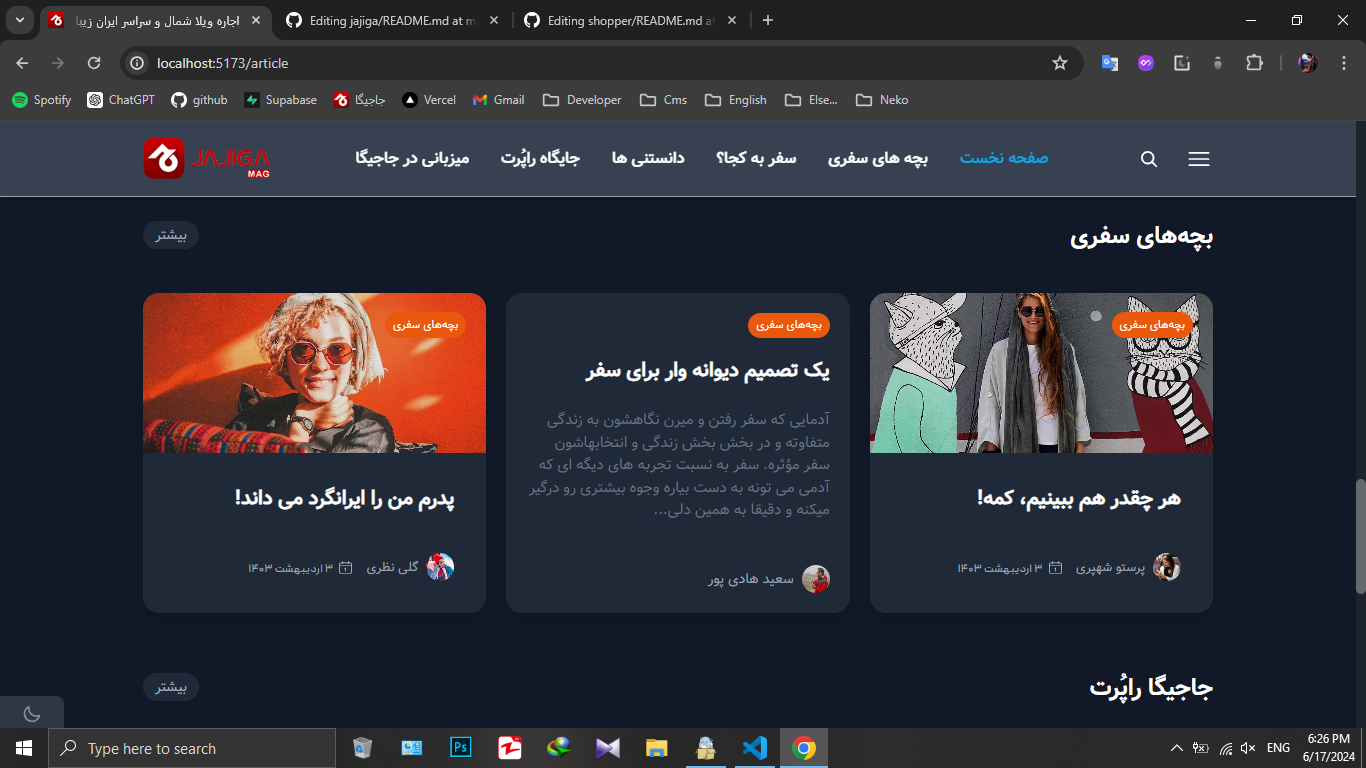 اجاره ویلا شمال و سراسر ایران زیبا
Editing jajiga/README.md at m
Editing shopper/README.md at
localhost:5173/article
Spotify
ChatGPT
github
Supabase
جاجیگا
Vercel
Gmail
Developer
Cms
English
Else...
Neko
JAJIGA
MAG
صفحه نخست
بچه های سفری
سفر به کجا؟
دانستنی ها
جایگاه راپُرت
میزبانی در جاجیگا
بچه‌های سفری
بیشتر
بچه‌های سفری
هر چقدر هم ببینیم، کمه!
پرستو شهپری
۳ اردیبهشت ۱۴۰۳
بچه‌های سفری
یک تصمیم دیوانه وار برای سفر
آدمایی که سفر رفتن و میرن نگاهشون به زندگی
متفاوته و در بخش بخش زندگی و انتخابهاشون
سفر مؤثره. سفر به نسبت تجربه های دیگه ای که
آدمی می تونه به دست بیاره وجوه بیشتری رو درگیر
میکنه و دقیقا به همین دلی...
سعید هادی پور
بچه‌های سفری
پدرم من را ایرانگرد می داند!
گلی نظری
۳ اردیبهشت ۱۴۰۳
جاجیگا راپُرت
بیشتر
Type here to search
Ps
ENG
6:26 PM
6/17/2024